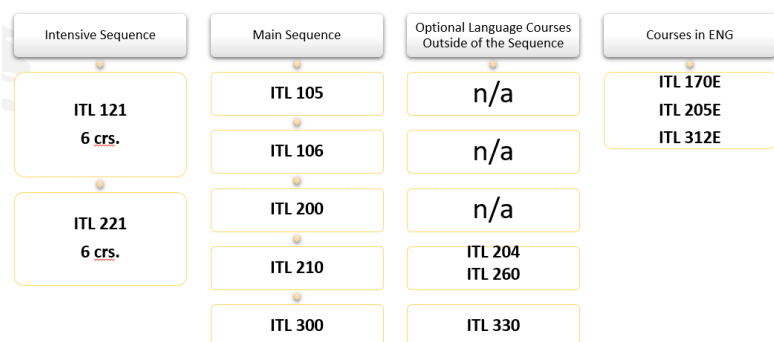 Intensive Sequence
ITL 121
6 crs.
ITL 221
6 crs.
Main Sequence
ITL 105
ITL 106
ITL 200
ITL 210
ITL 300
Optional Language Courses
Outside of the Sequence
n/a
n/a
n/a
ITL 204
ITL 260
ITL 330
Courses in ENG
ITL 170E
ITL 205E
ITL 312E